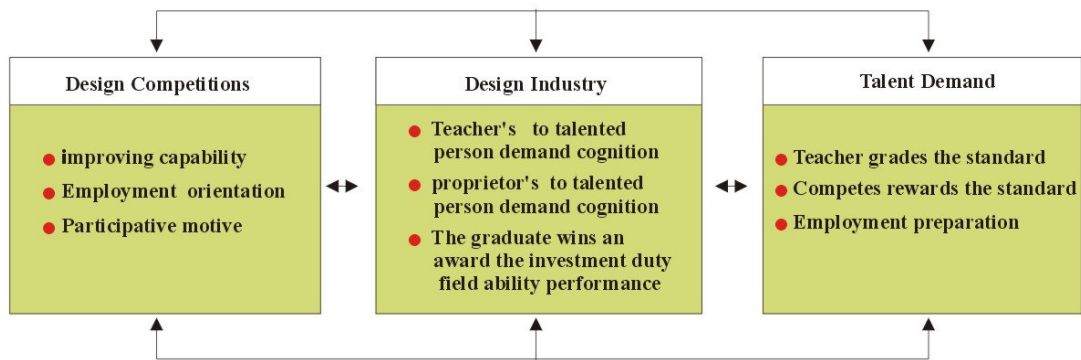 Design Competitions
improving capability
Employment orientation
Participative motive
Design Industry
Teacher's to talented
person demand cognition
proprietor's to talented
person demand cognition
The graduate wins an
award the investment duty
field ability performance
Talent Demand
Teacher grades the standard
Competes rewards the standard
Employment preparation